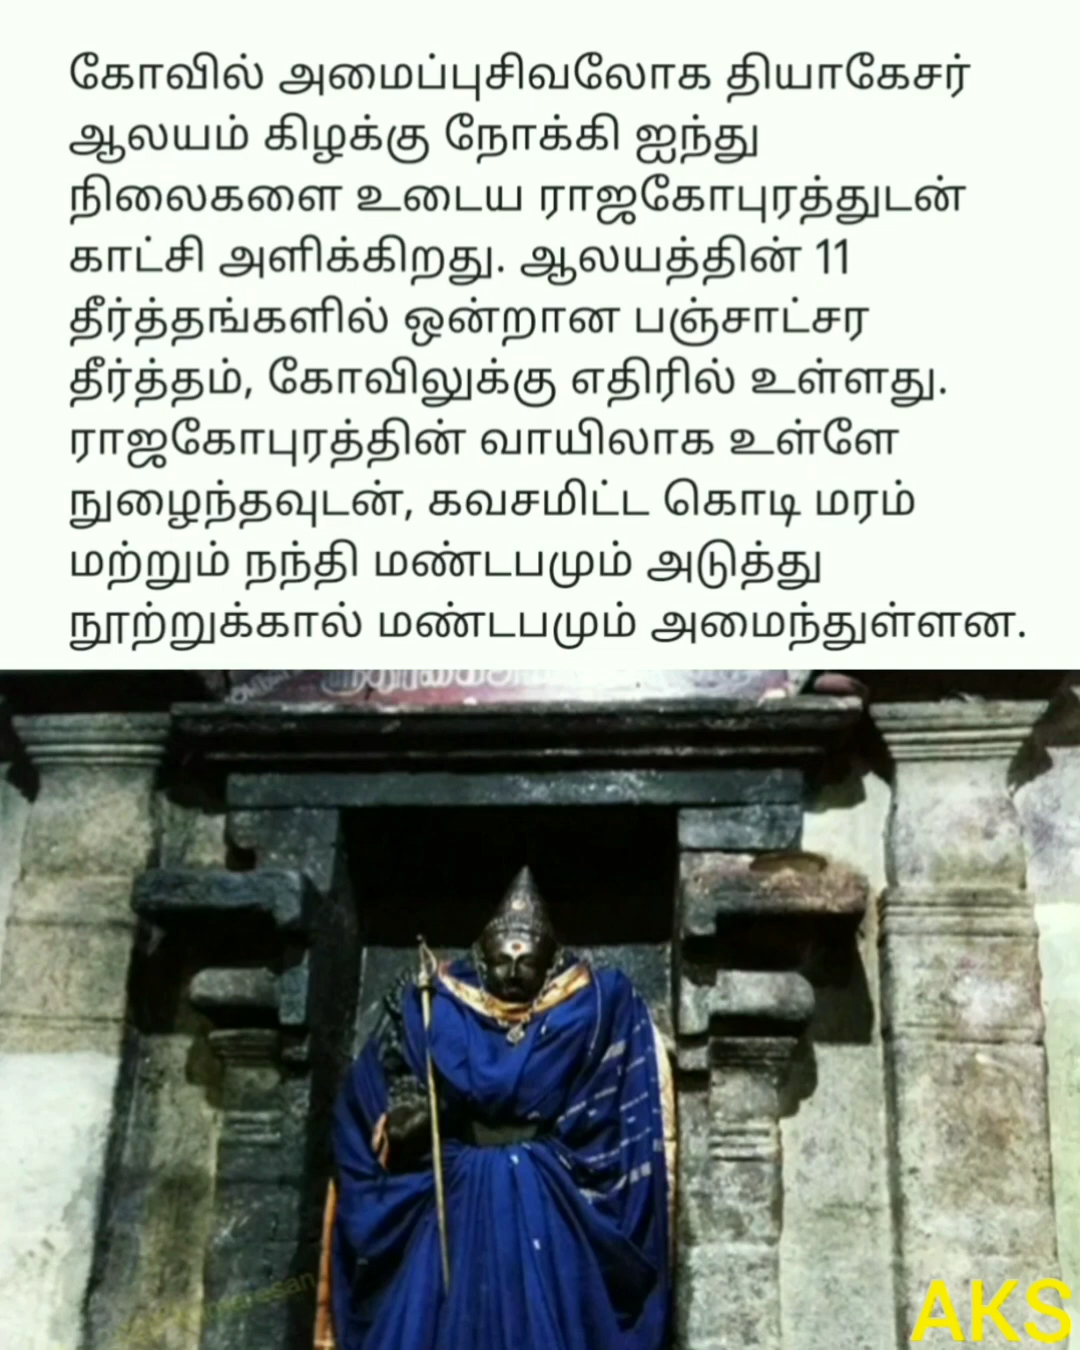 கோவில் அமைப்புசிவலோக தியாகேசர்
ஆலயம் கிழக்கு நோக்கி ஐந்து
நிலைகளை உடைய ராஜகோபுரத்துடன்
காட்சி அளிக்கிறது. ஆலயத்தின் 11
தீர்த்தங்களில் ஒன்றான பஞ்சாட்சர
தீர்த்தம், கோவிலுக்கு எதிரில் உள்ளது.
ராஜகோபுரத்தின் வாயிலாக உள்ளே
நுழைந்தவுடன், கவசமிட்ட கொடி மரம்
மற்றும் நந்தி மண்டபமும் அடுத்து
நூற்றுக்கால் மண்டபமும் அமைந்துள்ளன.
AKS